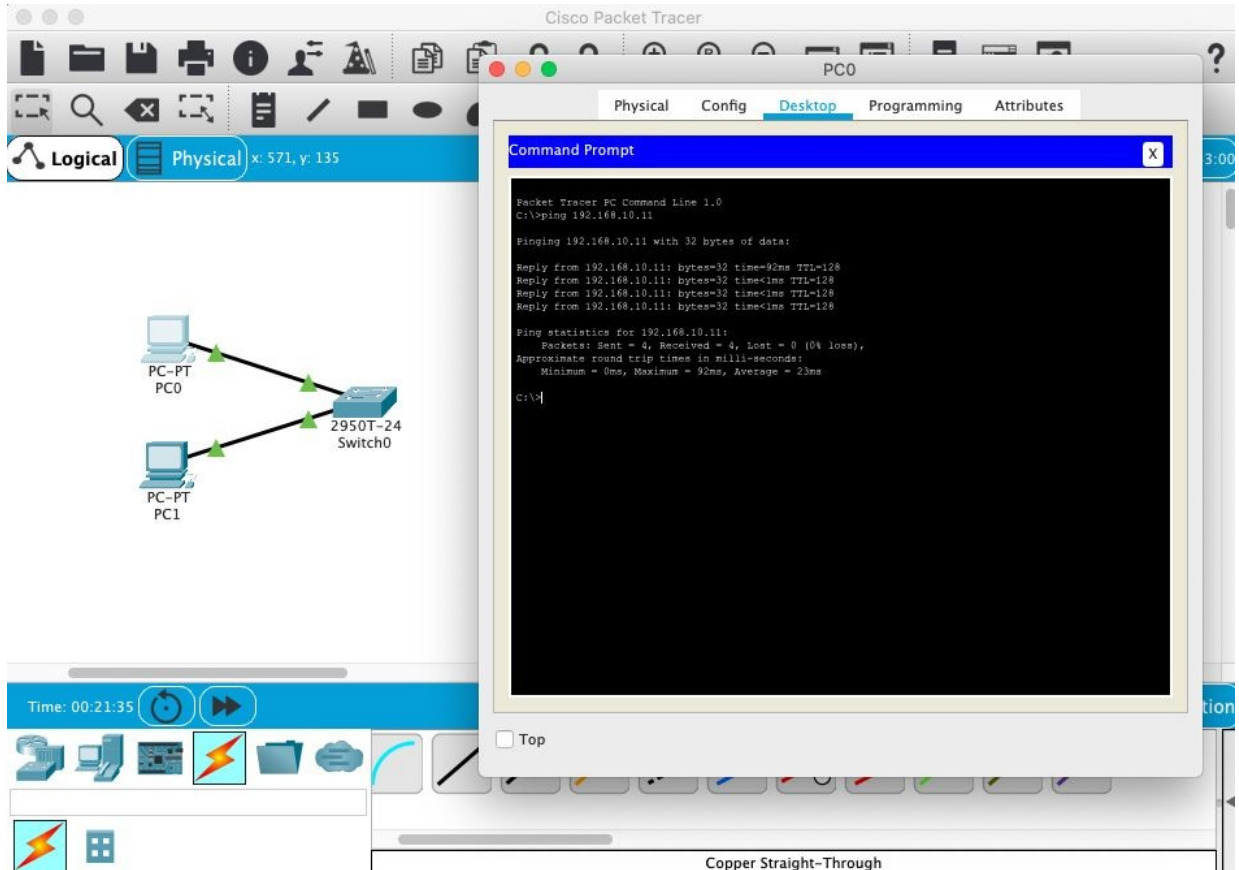 Cisco Packet Tracer
PC0
Physical Config Desktop Programming Attributes
Logical Physical x: 571, y: 135
3:00
Command Prompt X
Packet Tracer PC Command Line 1.0
C:\>ping 192.168.10.11
Pinging 192.168.10.11 with 32 bytes of data:
Reply from 192.168.10.11: bytes=32 time=92ms TTL=128
Reply from 192.168.10.11: bytes=32 time<1ms TTL=128
Reply from 192.168.10.11: bytes=32 time<1ms TTL=128
Reply from 192.168.10.11: bytes=32 time<1ms TTL=128
Ping statistics for 192.168.10.11:
Packets: Sent = 4, Received = 4, Lost = 0 (0% loss),
Approximate round trip times in milli-seconds:
Minimum = 0ms, Maximum = 92ms, Average = 23ms
C:\>
PC-PT
PC0
2950T-24
Switch0
PC-PT
PC1
Time: 00:21:35
tion
Top
Copper Straight-Through